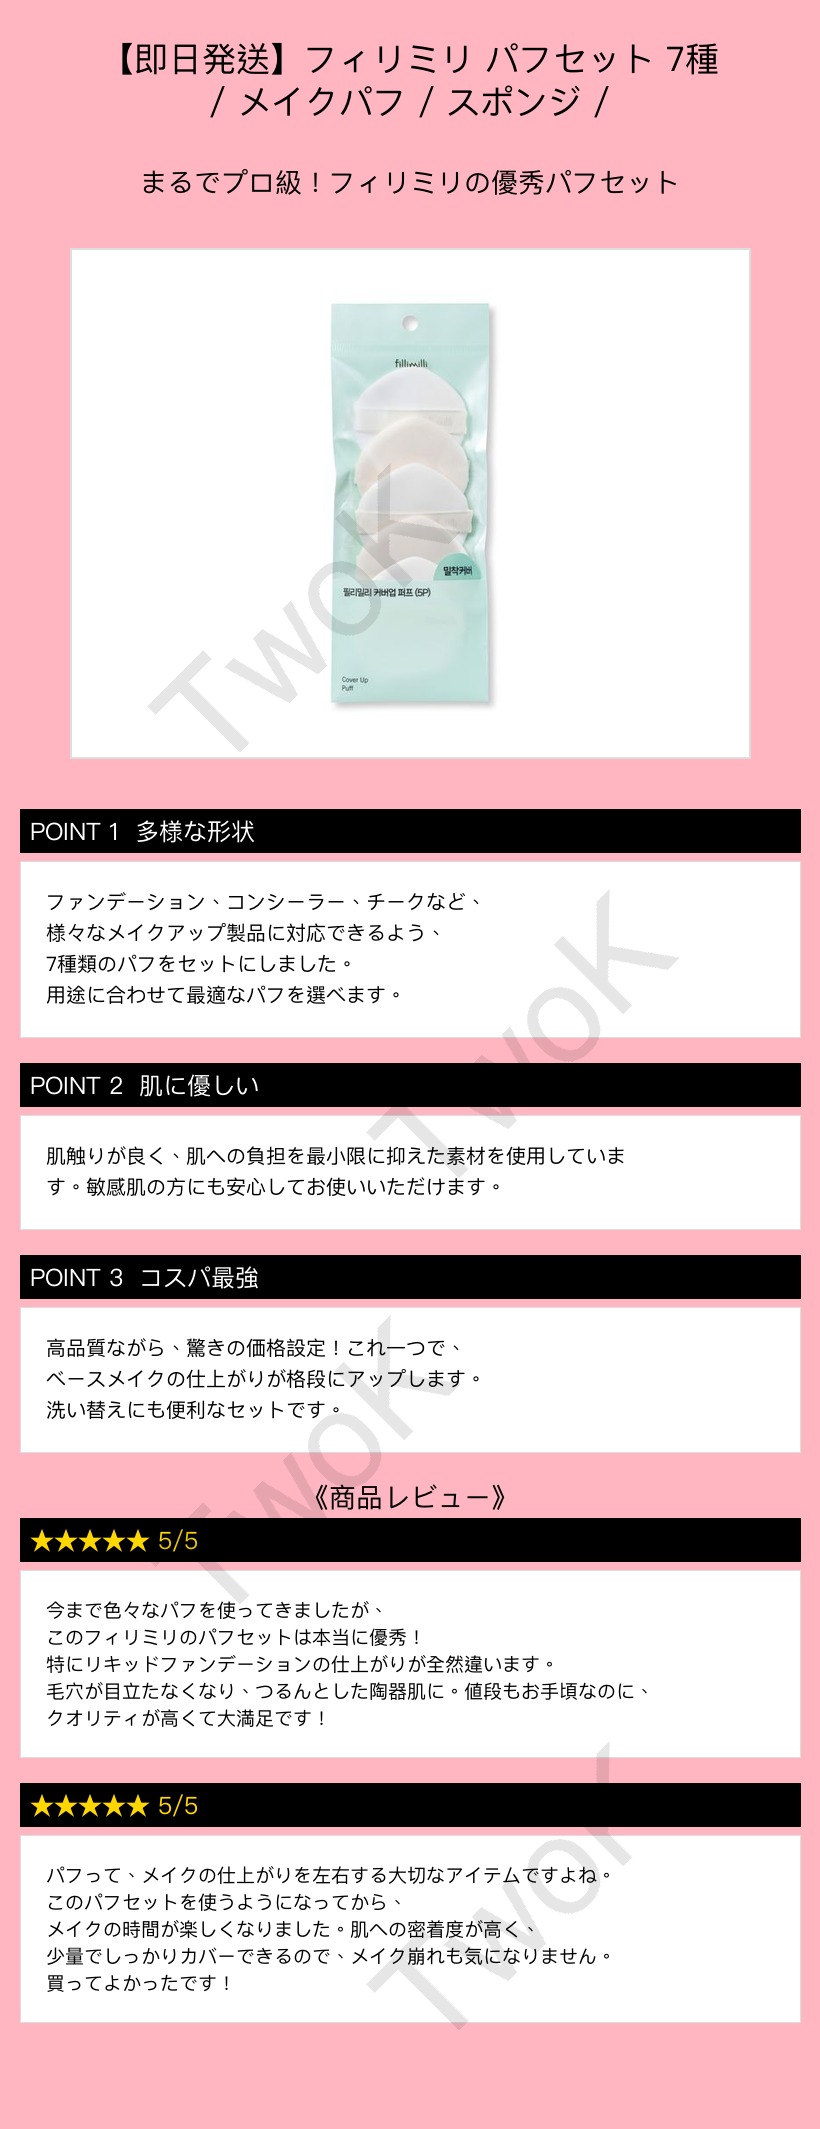 【即日発送】フィリミリ パフセット 7種
/ メイクパフ / スポンジ /
まるでプロ級！フィリミリの優秀パフセット
fillimilli
밀착커버
필리밀리 커버업 퍼프 (5P)
Cover Up
Puff
TwoK
POINT 1 多様な形状
ファンデーション、コンシーラー、チークなど、
様々なメイクアップ製品に対応できるよう、
7種類のパフをセットにしました。
用途に合わせて最適なパフを選べます。
TwoK
POINT 2 肌に優しい
肌触りが良く、肌への負担を最小限に抑えた素材を使用していま
す。敏感肌の方にも安心してお使いいただけます。
POINT 3 コスパ最強
高品質ながら、驚きの価格設定！これ一つで、
ベースメイクの仕上がりが格段にアップします。
洗い替えにも便利なセットです。
TwoK
《商品レビュー》
★★★★★ 5/5
今まで色々なパフを使ってきましたが、
このフィリミリのパフセットは本当に優秀！
特にリキッドファンデーションの仕上がりが全然違います。
毛穴が目立たなくなり、つるんとした陶器肌に。値段もお手頃なのに、
クオリティが高くて大満足です！
★★★★★ 5/5
パフって、メイクの仕上がりを左右する大切なアイテムですよね。
このパフセットを使うようになってから、
メイクの時間が楽しくなりました。肌への密着度が高く、
少量でしっかりカバーできるので、メイク崩れも気になりません。
買ってよかったです！
TwoK